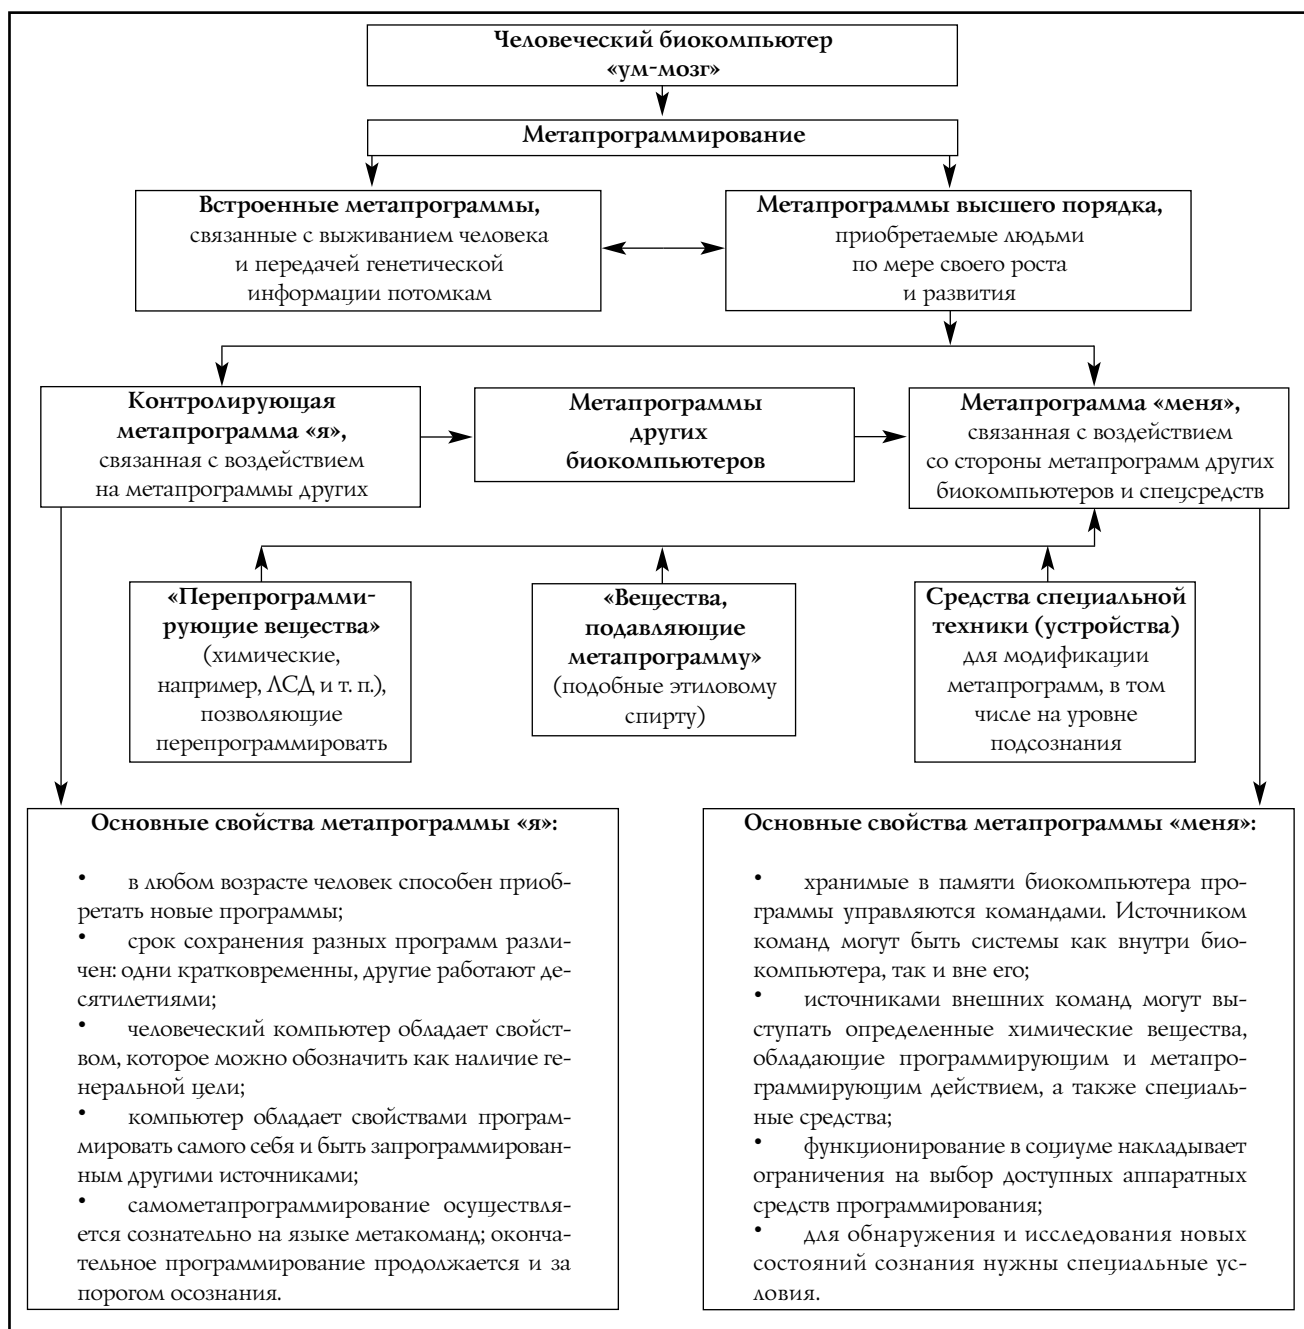 Человеческий биокомпьютер
«ум-мозг»
Метапрограммирование
Встроенные метапрограммы,
связанные с выживанием человека
и передачей генетической
информации потомкам
Метапрограммы высшего порядка,
приобретаемые людьми
по мере своего роста
и развития
Контролирующая
метапрограмма «я»,
связанная с воздействием
на метапрограммы других
Метапрограммы
других
биокомпьютеров
Метапрограмма «меня»,
связанная с воздействием
со стороны метапрограмм других
биокомпьютеров и спецсредств
«Перепрограмми-
рующие вещества»
(химические,
например, ЛСД и т. п.),
позволяющие
перепрограммировать
«Вещества,
подавляющие
метапрограмму»
(подобные этиловому
спирту)
Средства специальной
техники (устройства)
для модификации
метапрограмм, в том
числе на уровне
подсознания
Основные свойства метапрограммы «я»:
• в любом возрасте человек способен приоб-
ретать новые программы;
• срок сохранения разных программ разли-
чен: одни кратковременны, другие работают де-
сятилетиями;
• человеческий компьютер обладает свойст-
вом, которое можно обозначить как наличие ге-
неральной цели;
• компьютер обладает свойствами програм-
мировать самого себя и быть запрограммирован-
ным другими источниками;
• самометапрограммирование осуществля-
ется сознательно на языке метакоманд; оконча-
тельное программирование продолжается и за
порогом осознания.
Основные свойства метапрограммы «меня»:
• хранимые в памяти биокомпьютера про-
граммы управляются командами. Источником
команд могут быть системы как внутри био-
компьютера, так и вне его;
• источниками внешних команд могут вы-
ступать определенные химические вещества,
обладающие программирующим и метапро-
граммирующим действием, а также специаль-
ные средства;
• функционирование в социуме накладывает
ограничения на выбор доступных аппаратных
средств программирования;
• для обнаружения и исследования новых
состояний сознания нужны специальные ус-
ловия.